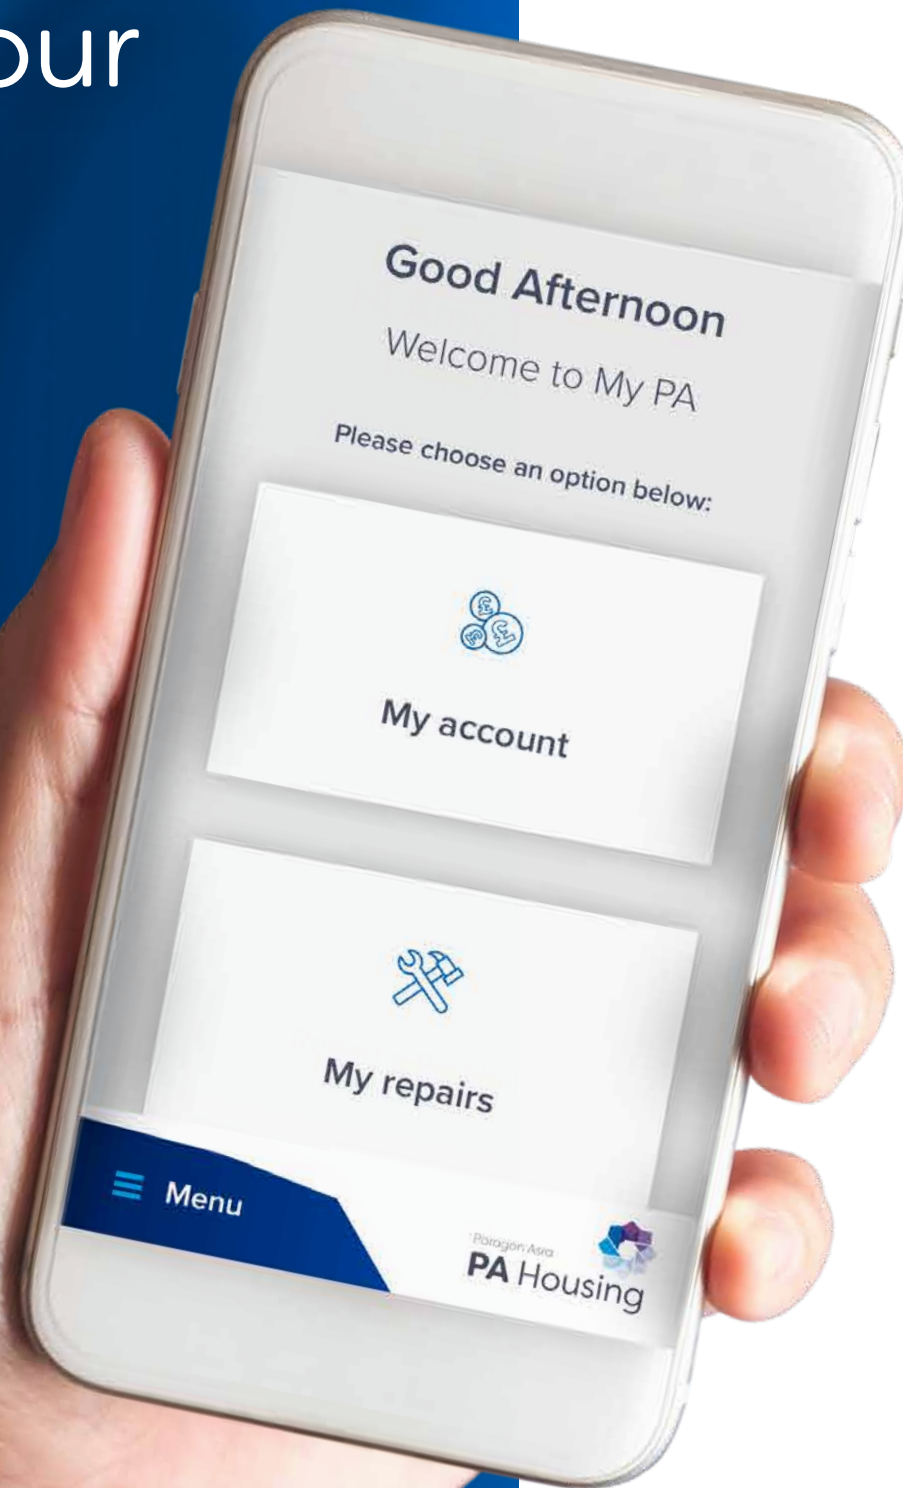 our
Good Afternoon
Welcome to My PA
Please choose an option below:
My account
My repairs
Menu
Paragon Asra
PA Housing